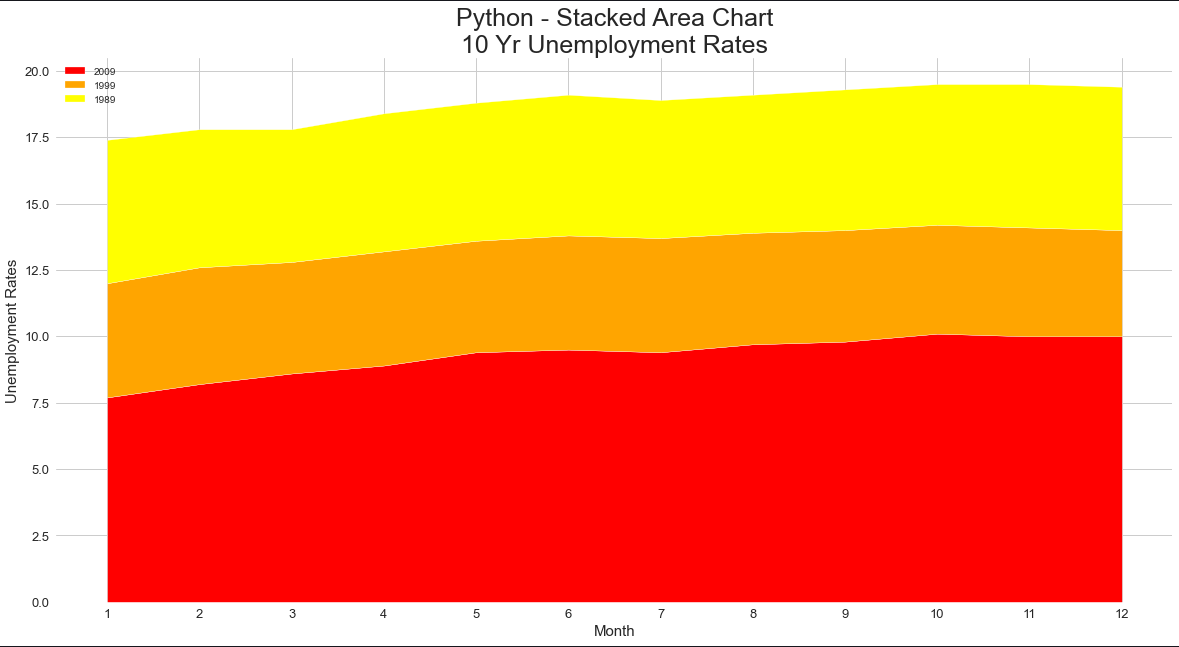 Python - Stacked Area Chart
10 Yr Unemployment Rates
2009
1999
1989
Unemployment Rates
20.0
17.5
15.0
12.5
10.0
7.5
5.0
2.5
0.0
1 2 3 4 5 6 7 8 9 10 11 12
Month